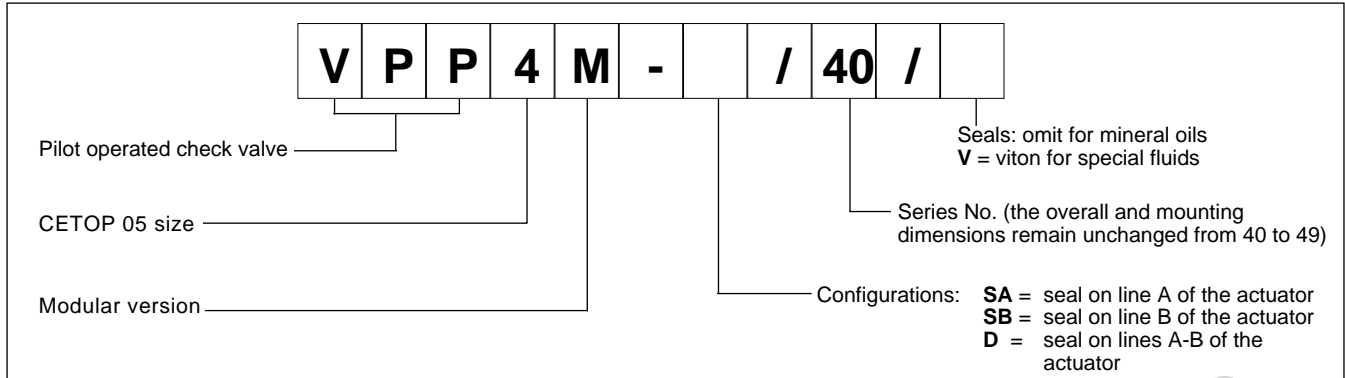 V P P 4 M - / 40 /
Pilot operated check valve
CETOP 05 size
Modular version
Seals: omit for mineral oils
V = viton for special fluids
Series No. (the overall and mounting
dimensions remain unchanged from 40 to 49)
Configurations: SA = seal on line A of the actuator
SB = seal on line B of the actuator
D = seal on lines A-B of the
actuator